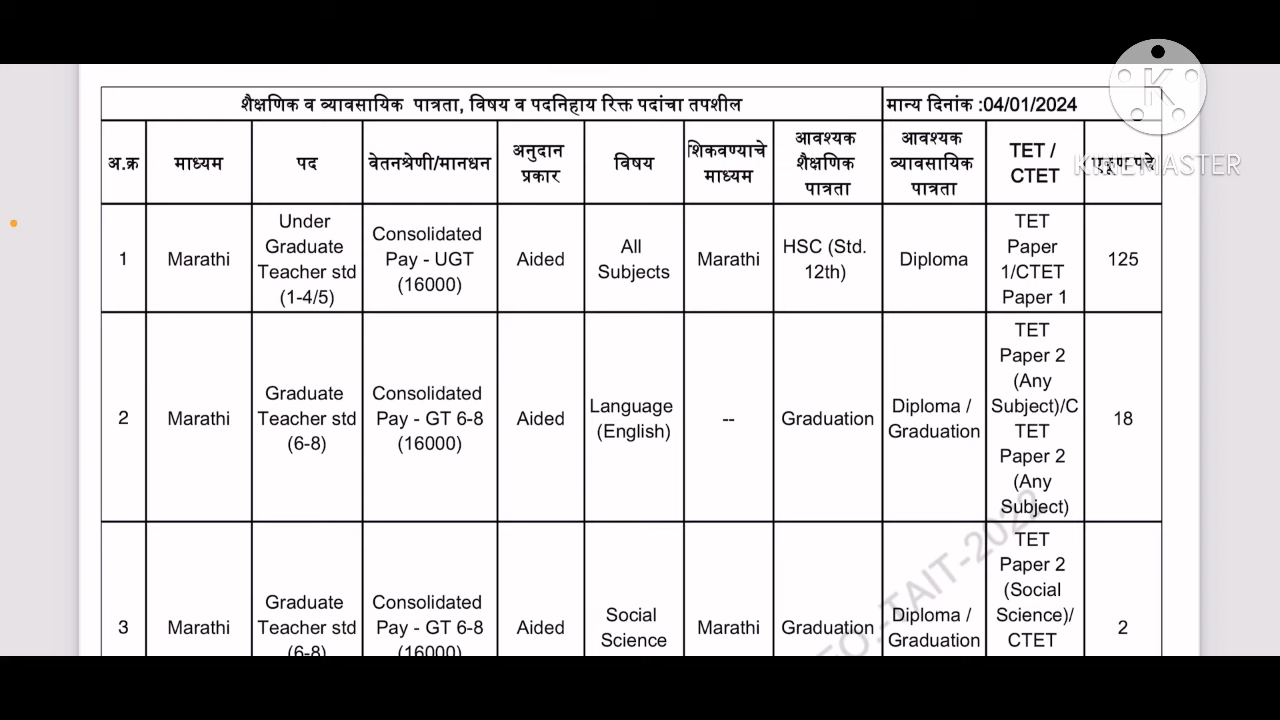 शैक्षणिक व व्यावसायिक पात्रता, विषय व पदनिहाय रिक्त पदांचा तपशील
मान्य दिनांक :04/01/2024
अ.क्र
माध्यम
पद
वेतनश्रेणी/मानधन
अनुदान
प्रकार
विषय
शिकवण्याचे
माध्यम
आवश्यक
शैक्षणिक
पात्रता
आवश्यक
व्यावसायिक
पात्रता
TET /
CTET
KINEMASTER
1
Marathi
Under
Graduate
Teacher std
(1-4/5)
Consolidated
Pay - UGT
(16000)
Aided
All
Subjects
Marathi
HSC (Std.
12th)
Diploma
TET
Paper
1/CTET
Paper 1
125
2
Marathi
Graduate
Teacher std
(6-8)
Consolidated
Pay - GT 6-8
(16000)
Aided
Language
(English)
--
Graduation
Diploma /
Graduation
TET
Paper 2
(Any
Subject)/C
TET
Paper 2
(Any
Subject)
18
3
Marathi
Graduate
Teacher std
(6-8)
Consolidated
Pay - GT 6-8
(16000)
Aided
Social
Science
Marathi
Graduation
Diploma /
Graduation
TET
Paper 2
(Social
Science)/
CTET
2